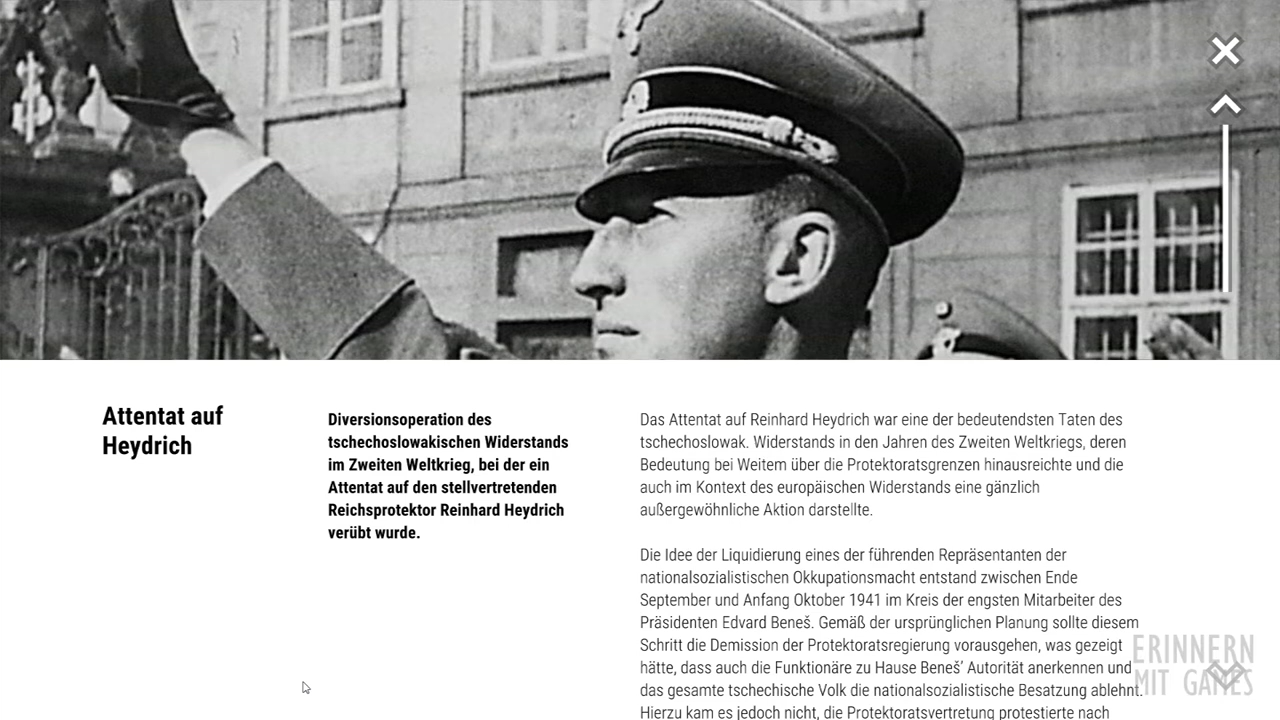 Attentat auf
Heydrich
Diversionsoperation des
tschechoslowakischen Widerstands
im Zweiten Weltkrieg, bei der ein
Attentat auf den stellvertretenden
Reichsprotektor Reinhard Heydrich
verübt wurde.
Das Attentat auf Reinhard Heydrich war eine der bedeutendsten Taten des
tschechoslowak. Widerstands in den Jahren des Zweiten Weltkriegs, deren
Bedeutung bei Weitem über die Protektoratsgrenzen hinausreichte und die
auch im Kontext des europäischen Widerstands eine gänzlich
außergewöhnliche Aktion darstellte.
Die Idee der Liquidierung eines der führenden Repräsentanten der
nationalsozialistischen Okkupationsmacht entstand zwischen Ende
September und Anfang Oktober 1941 im Kreis der engsten Mitarbeiter des
Präsidenten Edvard Beneš. Gemäß der ursprünglichen Planung sollte diesem
Schritt die Demission der Protektoratsregierung vorausgehen, was gezeigt
hätte, dass auch die Funktionäre zu Hause Beneš’ Autorität anerkennen und
das gesamte tschechische Volk die nationalsozialistische Besatzung ablehnt.
Hierzu kam es jedoch nicht, die Protektoratsvertretung protestierte nach
ERINNERN
MIT GAMES